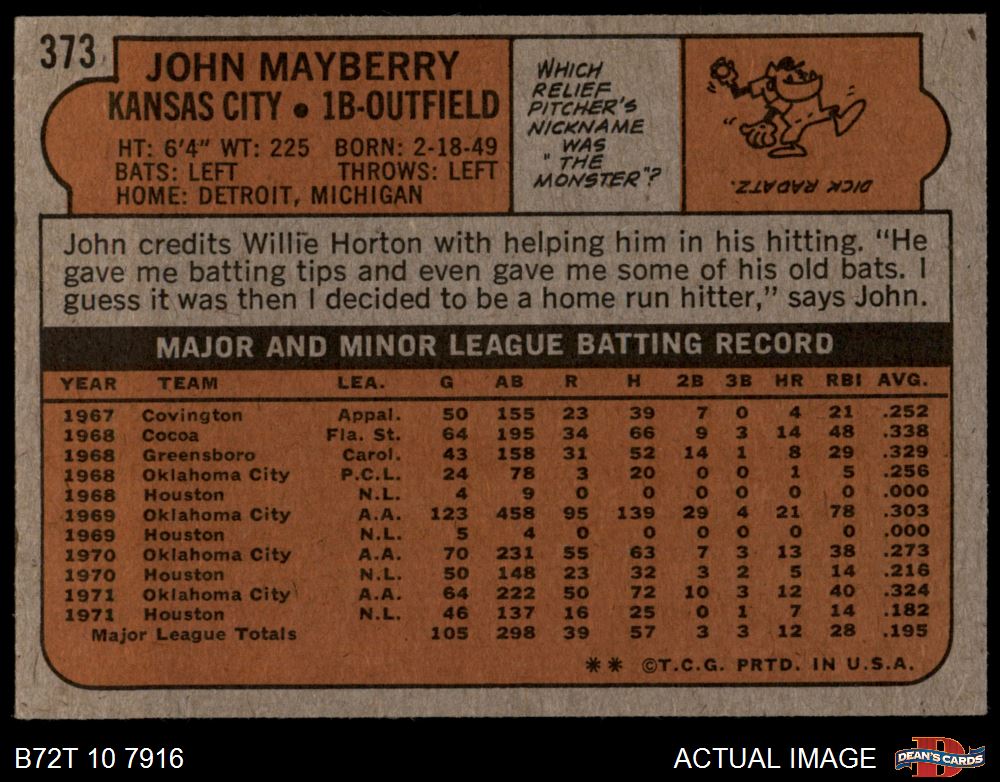 373
JOHN MAYBERRY
KANSAS CITY • 1B-OUTFIELD
HT: 6'4" WT: 225 BORN: 2-18-49
BATS: LEFT THROWS: LEFT
HOME: DETROIT, MICHIGAN
WHICH
RELIEF
PITCHER'S
NICKNAME
WAS
"THE
MONSTER"?
DICK RADATZ.
John credits Willie Horton with helping him in his hitting. "He
gave me batting tips and even gave me some of his old bats. I
guess it was then I decided to be a home run hitter," says John.
MAJOR AND MINOR LEAGUE BATTING RECORD
YEAR TEAM LEA. G AB R H 2B 3B HR RBI AVG.
1967 Covington Appal. 50 155 23 39 7 0 4 21 .252
1968 Cocoa Fla. St. 64 195 34 66 9 3 14 48 .338
1968 Greensboro Carol. 43 158 31 52 14 1 8 29 .329
1968 Oklahoma City P.C.L. 24 78 3 20 0 0 1 5 .256
1968 Houston N.L. 4 9 0 0 0 0 0 0 .000
1969 Oklahoma City A.A. 123 458 95 139 29 4 21 78 .303
1969 Houston N.L. 5 4 0 0 0 0 0 0 .000
1970 Oklahoma City A.A. 70 231 55 63 7 3 13 38 .273
1970 Houston N.L. 50 148 23 32 3 2 5 14 .216
1971 Oklahoma City A.A. 64 222 50 72 10 3 12 40 .324
1971 Houston N.L. 46 137 16 25 0 1 7 14 .182
Major League Totals 105 298 39 57 3 3 12 28 .195
** ©T.C.G. PRTD. IN U.S.A.
B72T 10 7916
ACTUAL IMAGE
D
DEAN'S CARDS